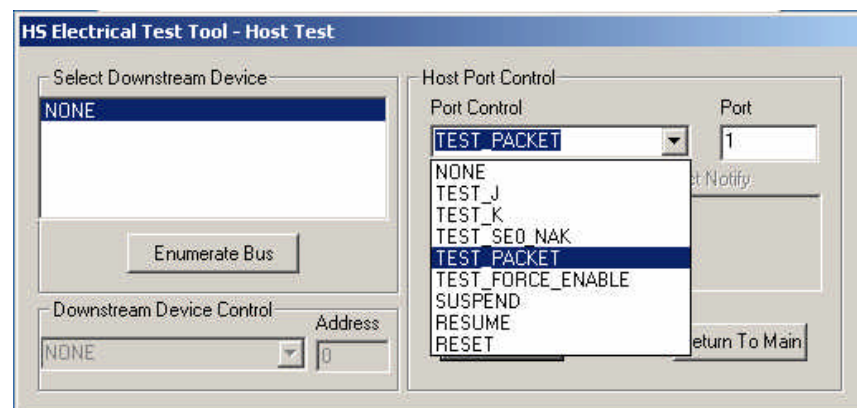 HS Electrical Test Tool - Host Test
Select Downstream Device
NONE
Enumerate Bus
Downstream Device Control
Address
NONE
0
Host Port Control
Port Control
Port
TEST_PACKET
1
NONE
TEST_J
TEST_K
TEST_SE0_NAK
TEST_PACKET
TEST_FORCE_ENABLE
SUSPEND
RESUME
RESET
Notify
To Main